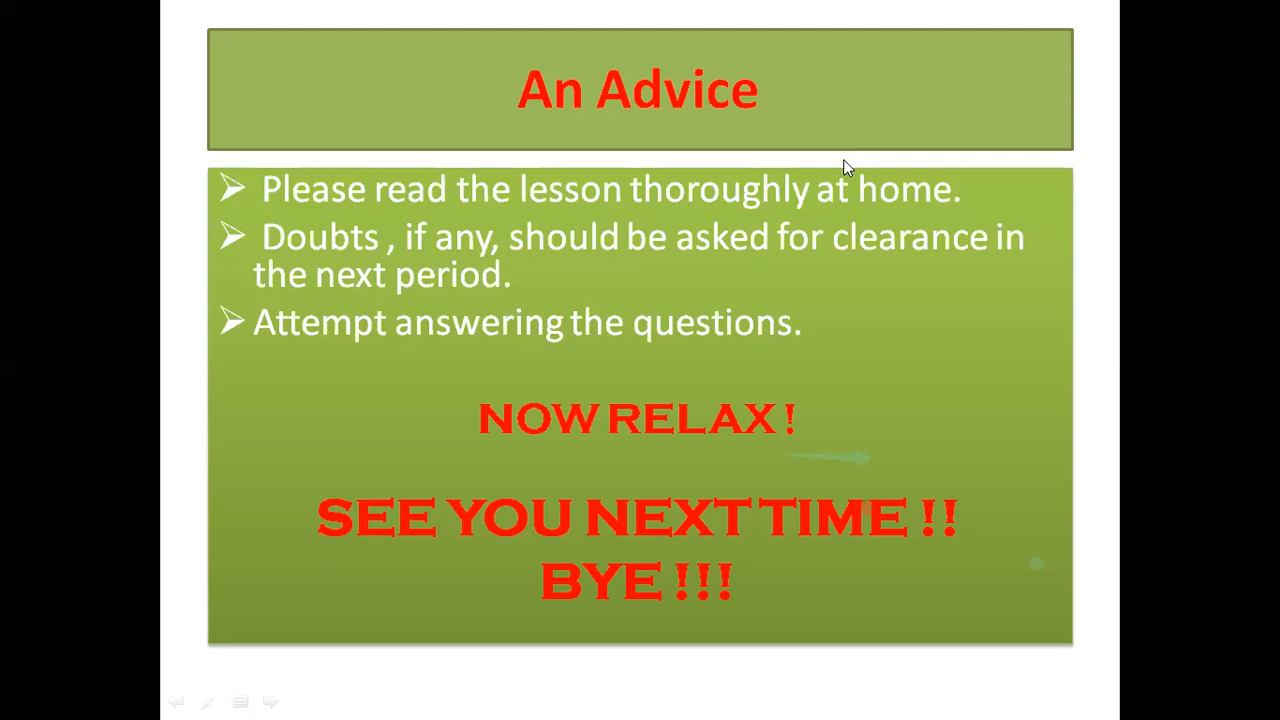 An Advice
➢ Please read the lesson thoroughly at home.
➢ Doubts , if any, should be asked for clearance in
the next period.
➢ Attempt answering the questions.
NOW RELAX !
SEE YOU NEXT TIME !!
BYE !!!